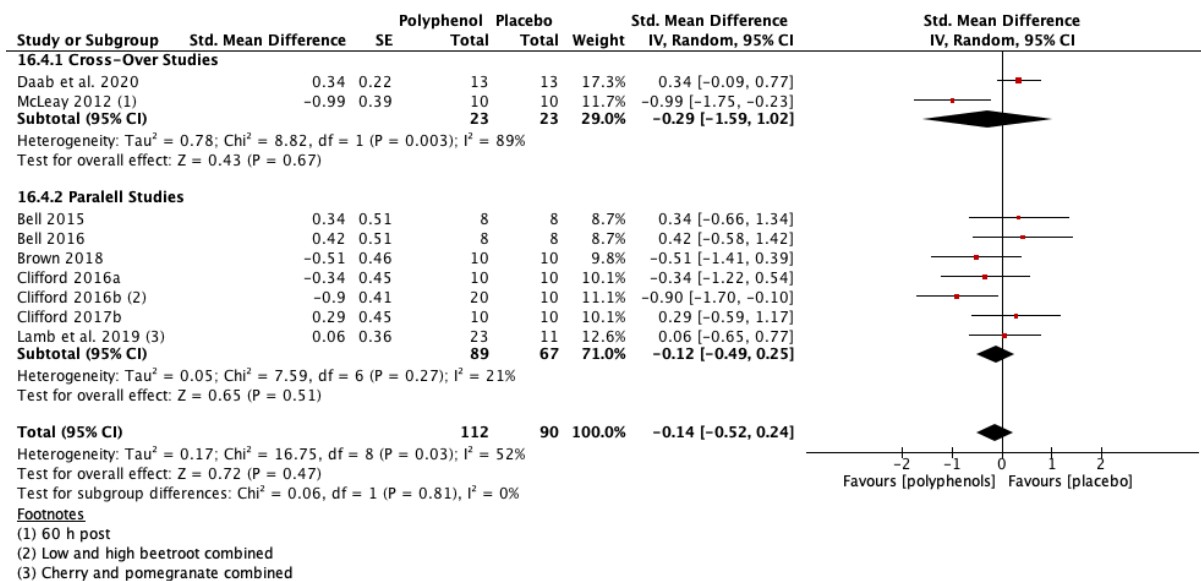 Polyphenol Placebo Std. Mean Difference Std. Mean Difference
Study or Subgroup Std. Mean Difference SE Total Total Weight IV, Random, 95% CI IV, Random, 95% CI
16.4.1 Cross-Over Studies
Daab et al. 2020 0.34 0.22 13 13 17.3% 0.34 [-0.09, 0.77]
McLeay 2012 (1) -0.99 0.39 10 10 11.7% -0.99 [-1.75, -0.23]
Subtotal (95% CI) 23 23 29.0% -0.29 [-1.59, 1.02]
Heterogeneity: Tau² = 0.78; Chi² = 8.82, df = 1 (P = 0.003); I² = 89%
Test for overall effect: Z = 0.43 (P = 0.67)
16.4.2 Paralell Studies
Bell 2015 0.34 0.51 8 8 8.7% 0.34 [-0.66, 1.34]
Bell 2016 0.42 0.51 8 8 8.7% 0.42 [-0.58, 1.42]
Brown 2018 -0.51 0.46 10 10 9.8% -0.51 [-1.41, 0.39]
Clifford 2016a -0.34 0.45 10 10 10.1% -0.34 [-1.22, 0.54]
Clifford 2016b (2) -0.9 0.41 20 10 11.1% -0.90 [-1.70, -0.10]
Clifford 2017b 0.29 0.45 10 10 10.1% 0.29 [-0.59, 1.17]
Lamb et al. 2019 (3) 0.06 0.36 23 11 12.6% 0.06 [-0.65, 0.77]
Subtotal (95% CI) 89 67 71.0% -0.12 [-0.49, 0.25]
Heterogeneity: Tau² = 0.05; Chi² = 7.59, df = 6 (P = 0.27); I² = 21%
Test for overall effect: Z = 0.65 (P = 0.51)
Total (95% CI) 112 90 100.0% -0.14 [-0.52, 0.24]
Heterogeneity: Tau² = 0.17; Chi² = 16.75, df = 8 (P = 0.03); I² = 52%
Test for overall effect: Z = 0.72 (P = 0.47)
Test for subgroup differences: Chi² = 0.06, df = 1 (P = 0.81), I² = 0%
-2 -1 0 1 2
Favours [polyphenols] Favours [placebo]
Footnotes
(1) 60 h post
(2) Low and high beetroot combined
(3) Cherry and pomegranate combined